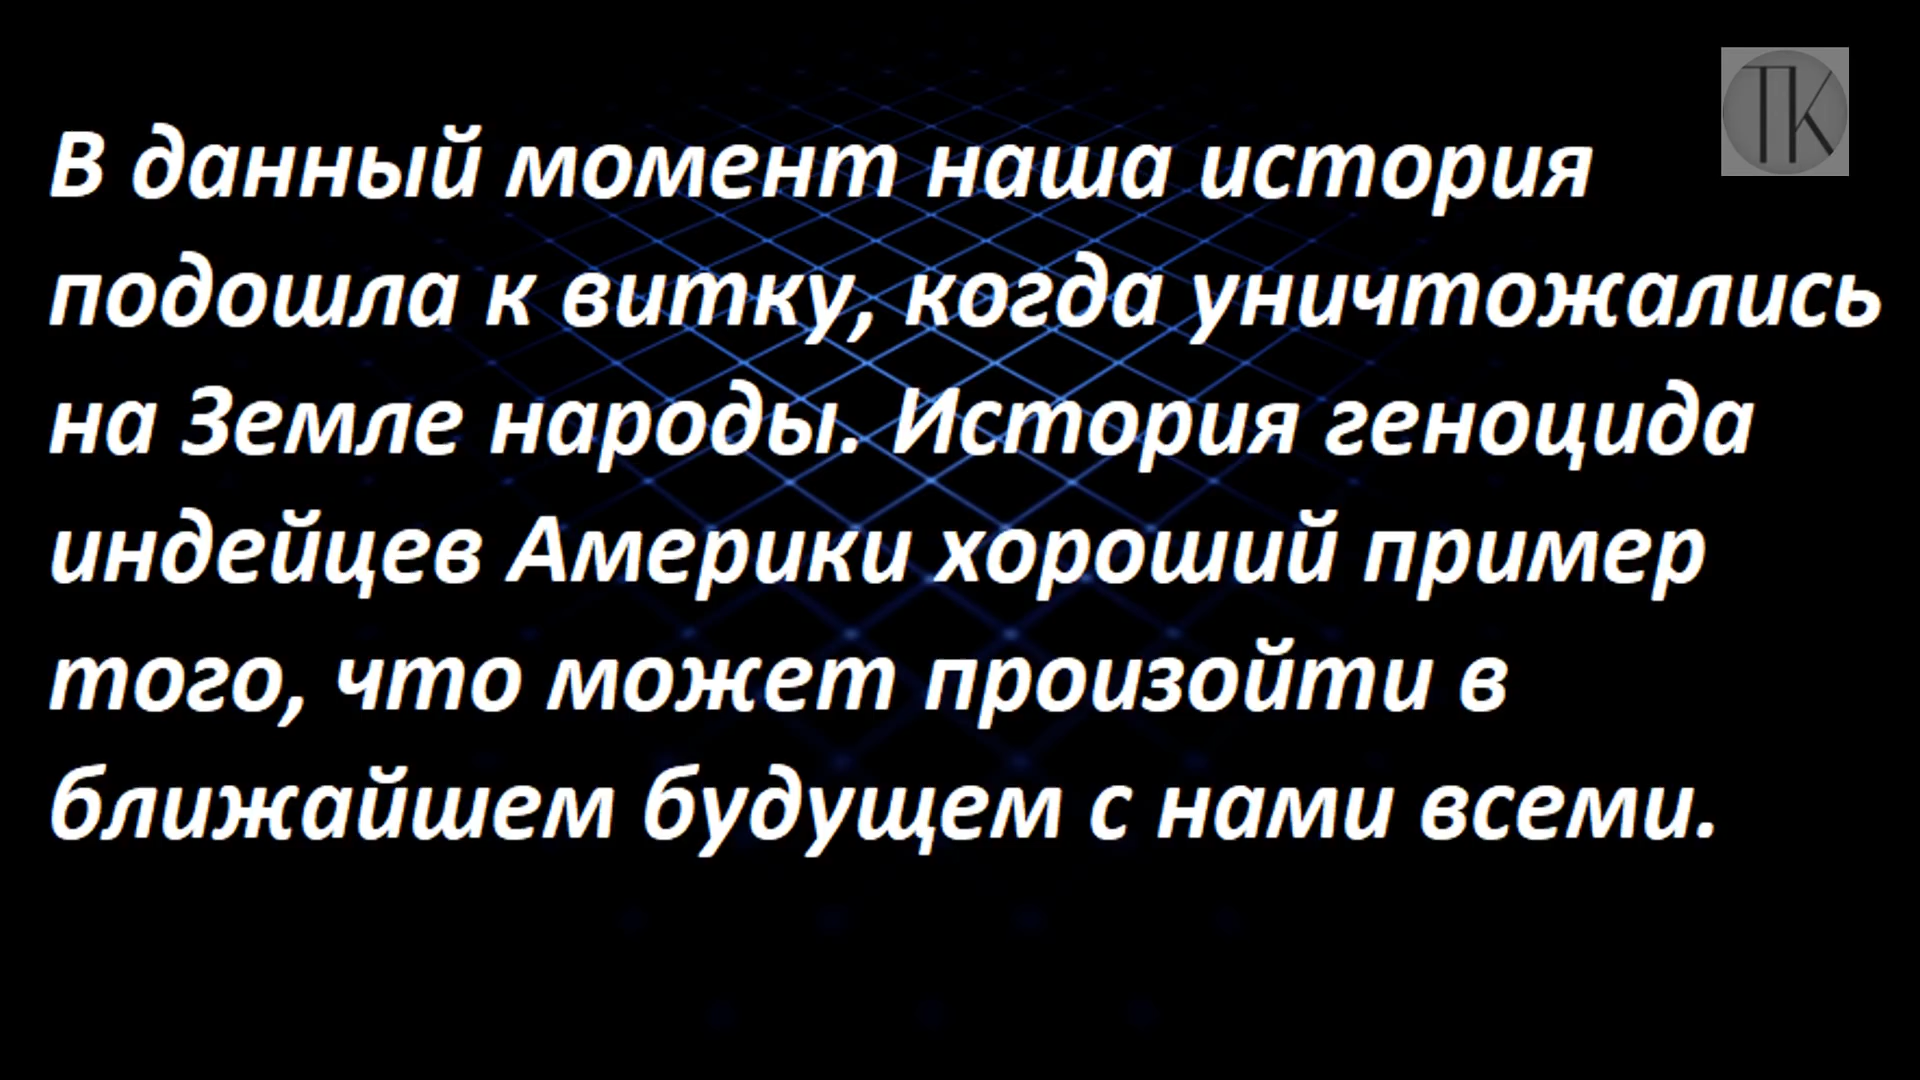 ТК
В данный момент наша история
подошла к витку, когда уничтожались
на Земле народы. История геноцида
индейцев Америки хороший пример
того, что может произойти в
ближайшем будущем с нами всеми.